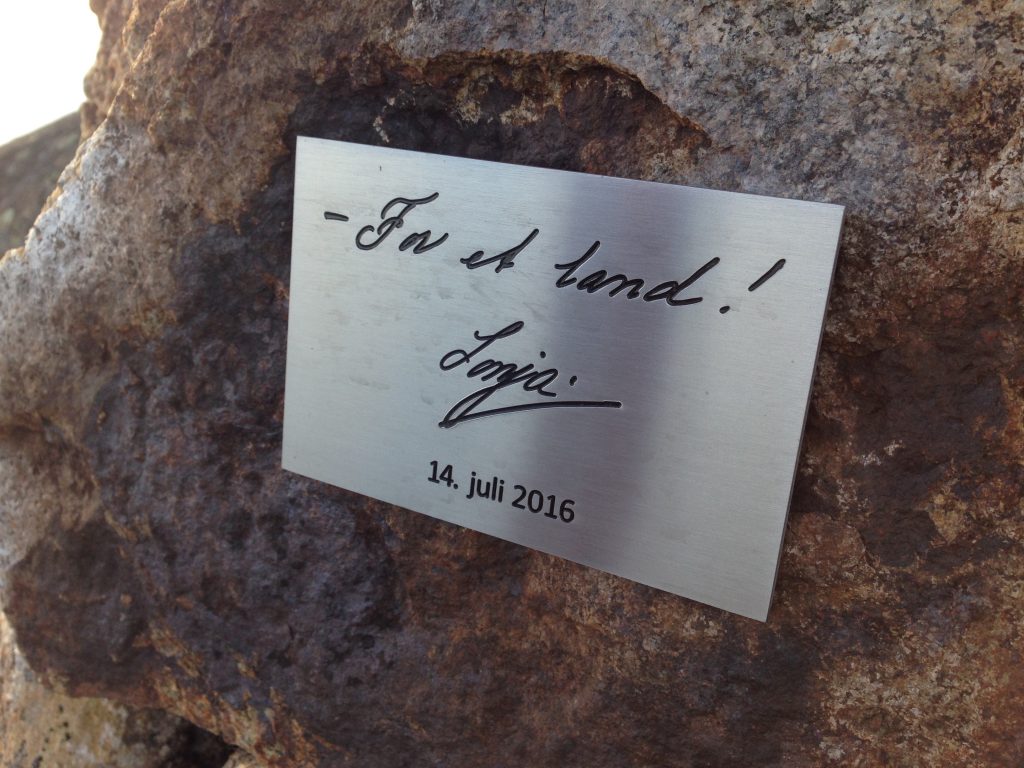 - For et land!
Sonja
14. juli 2016